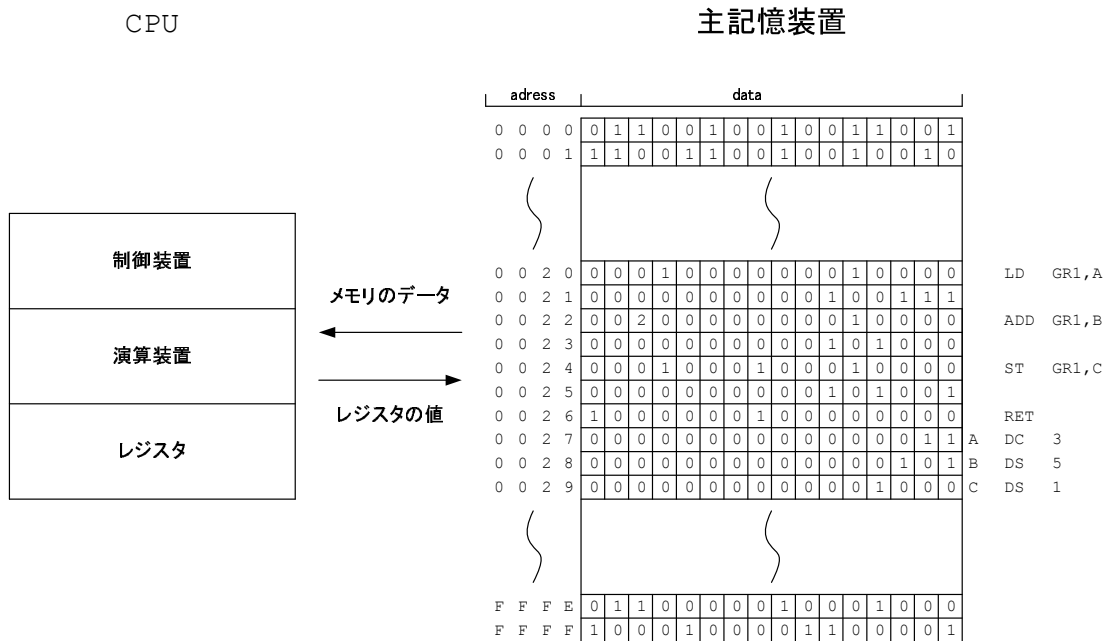 CPU
主記憶装置
adress data
0 0 0 0 0 1 1 0 0 1 0 0 1 0 0 1 1 0 0 1
0 0 0 1 1 1 0 0 1 1 0 0 1 0 0 1 0 0 1 0
制御装置
演算装置
レジスタ
メモリのデータ
レジスタの値
0 0 2 0 0 0 0 1 0 0 0 0 0 0 0 1 0 0 0 0 LD GR1,A
0 0 2 1 0 0 0 0 0 0 0 0 0 0 1 0 0 1 1 1
0 0 2 2 0 0 2 0 0 0 0 0 0 0 0 1 0 0 0 0 ADD GR1,B
0 0 2 3 0 0 0 0 0 0 0 0 0 0 1 0 1 0 0 0
0 0 2 4 0 0 0 1 0 0 0 1 0 0 0 1 0 0 0 0 ST GR1,C
0 0 2 5 0 0 0 0 0 0 0 0 0 0 1 0 1 0 0 1
0 0 2 6 1 0 0 0 0 0 0 1 0 0 0 0 0 0 0 0 RET
0 0 2 7 0 0 0 0 0 0 0 0 0 0 0 0 0 0 1 1 A DC 3
0 0 2 8 0 0 0 0 0 0 0 0 0 0 0 0 0 1 0 1 B DS 5
0 0 2 9 0 0 0 0 0 0 0 0 0 0 0 0 1 0 0 0 C DS 1
F F F E 0 1 1 0 0 0 0 0 1 0 0 0 1 0 0 0
F F F F 1 0 0 0 1 0 0 0 0 1 1 0 0 0 0 1